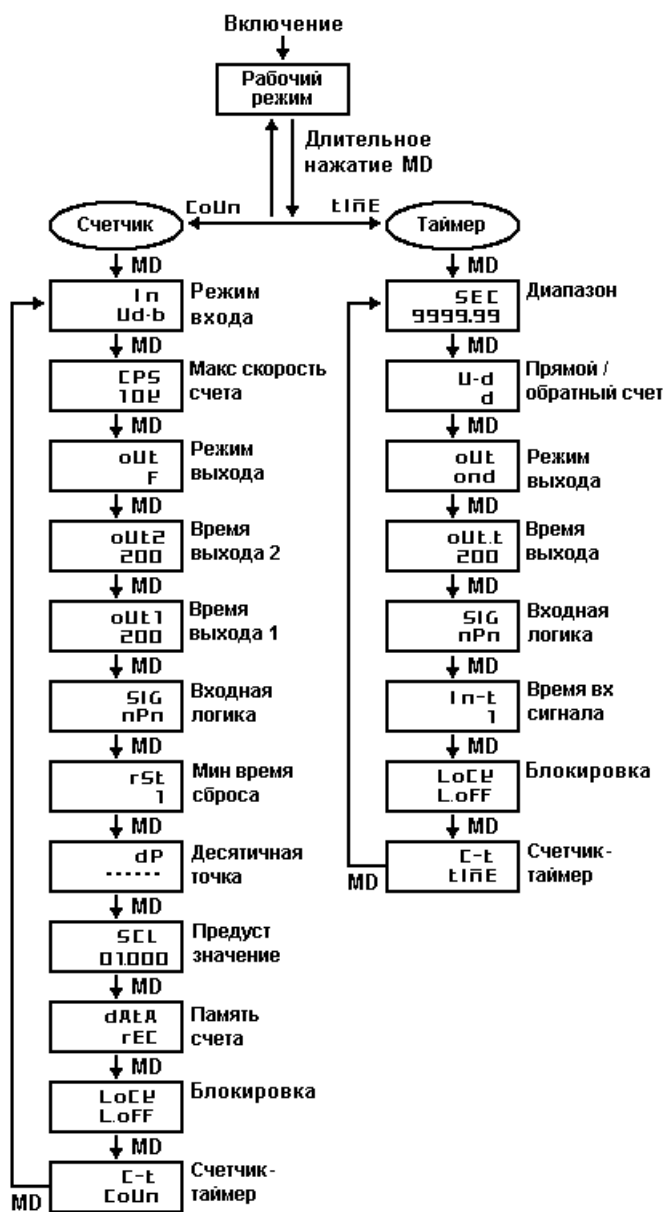 Включение
Рабочий
режим
Длительное
нажатие MD
CoUn
tIñE
Счетчик
MD
In
Ud-b
Режим
входа
MD
CPS
10K
Макс скорость
счета
MD
oUt
F
Режим
выхода
MD
oUt2
200
Время
выхода 2
MD
oUt1
200
Время
выхода 1
MD
SIG
nPn
Входная
логика
MD
rSt
1
Мин время
сброса
MD
dP
------
Десятичная
точка
MD
SCL
01.000
Предуст
значение
MD
dAtA
rEC
Память
счета
MD
LoCK
L.oFF
Блокировка
MD
C-t
CoUn
Счетчик-
таймер
MD
Таймер
MD
SEC
9999.99
Диапазон
MD
U-d
d
Прямой /
обратный счет
MD
oUt
ond
Режим
выхода
MD
oUt.t
200
Время
выхода
MD
SIG
nPn
Входная
логика
MD
In-t
1
Время вх
сигнала
MD
LoCK
L.oFF
Блокировка
MD
C-t
tIñE
Счетчик-
таймер
MD